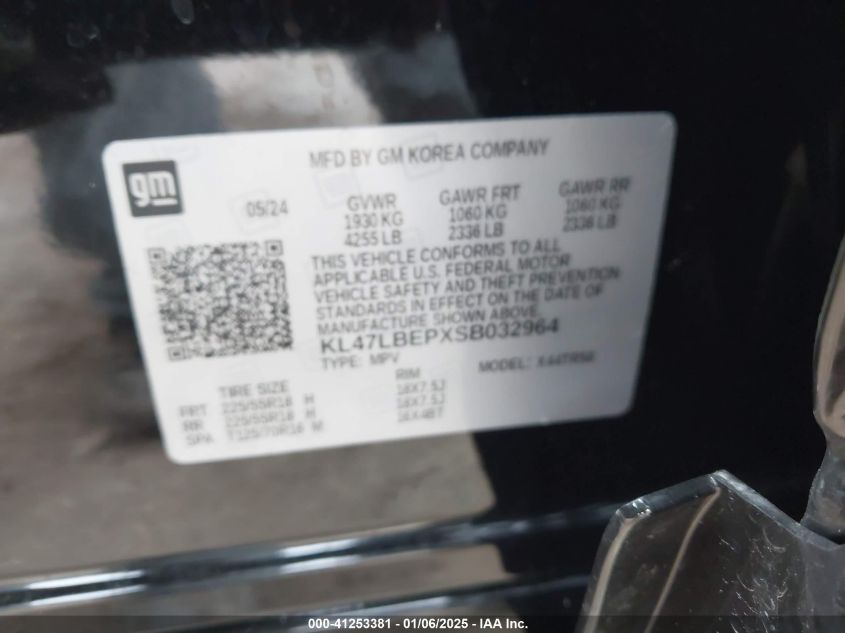 gm
MFD BY GM KOREA COMPANY
05/24
GVWR GAWR FRT GAWR RR
1930 KG 1060 KG 1060 KG
4255 LB 2336 LB 2336 LB
THIS VEHICLE CONFORMS TO ALL
APPLICABLE U.S. FEDERAL MOTOR
VEHICLE SAFETY AND THEFT PREVENTION
STANDARDS IN EFFECT ON THE DATE OF
MANUFACTURE SHOWN ABOVE.
KL47LBEPXSB032964
TYPE: MPV MODEL:
TIRE SIZE RIM
FRT 225/55R18 H 18X7.5J
RR 225/55R18 H 18X7.5J
SPA T125/70R16 M 16X4BT
000-41253381 - 01/06/2025 - IAA Inc.